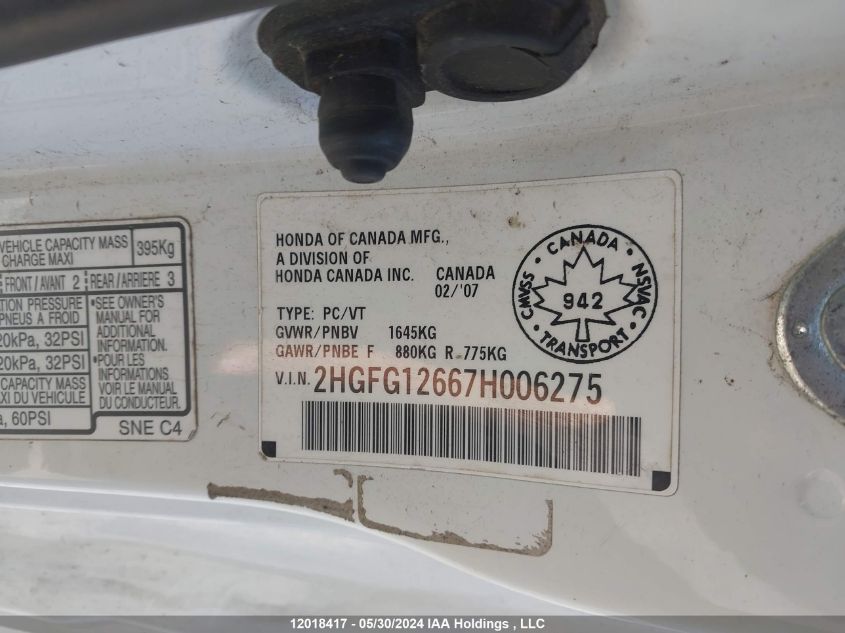 VEHICLE CAPACITY MASS
CHARGE MAXI 395Kg
FRONT/AVANT 2 REAR/ARRIERE 3
TION PRESSURE
PNEUS A FROID
20kPa, 32PSI
20kPa, 32PSI
CAPACITY MASS
AXI DU VEHICULE
a, 60PSI
•SEE OWNER'S
MANUAL FOR
ADDITIONAL
INFORMATION.
•POUR LES
INFORMATIONS
COMPLEMENTAIRES
VOIR LE MANUEL
DU CONDUCTEUR.
SNE C4
HONDA OF CANADA MFG.,
A DIVISION OF
HONDA CANADA INC. CANADA
02/'07
TYPE: PC/VT
GVWR/PNBV 1645KG
GAWR/PNBE F 880KG R 775KG
V.I.N. 2HGFG12667H006275
CANADA
CMVSS
NSVAC
942
TRANSPORT
12018417 - 05/30/2024 IAA Holdings , LLC